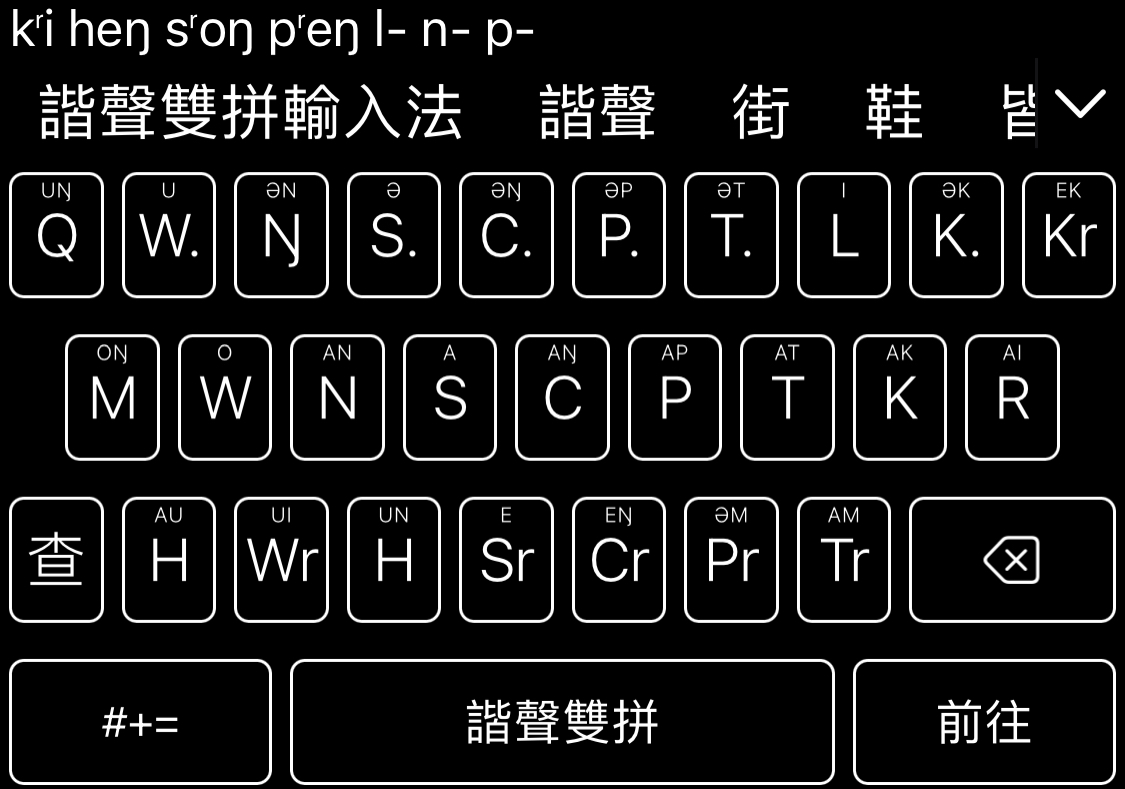 kʳi heŋ sʳoŋ pʳeŋ l- n- p-
諧聲雙拼輸入法 諧聲 街 鞋 皆
UŊ U ƏN Ə ƏŊ ƏP ƏT I ƏK EK
Q W. Ŋ S. C. P. T. L K. Kr
OŊ O AN A AŊ AP AT AK AI
M W N S C P T K R
AU UI UN E EŊ ƏM AM
查 H Wr H Sr Cr Pr Tr
#+= 諧聲雙拼 前往